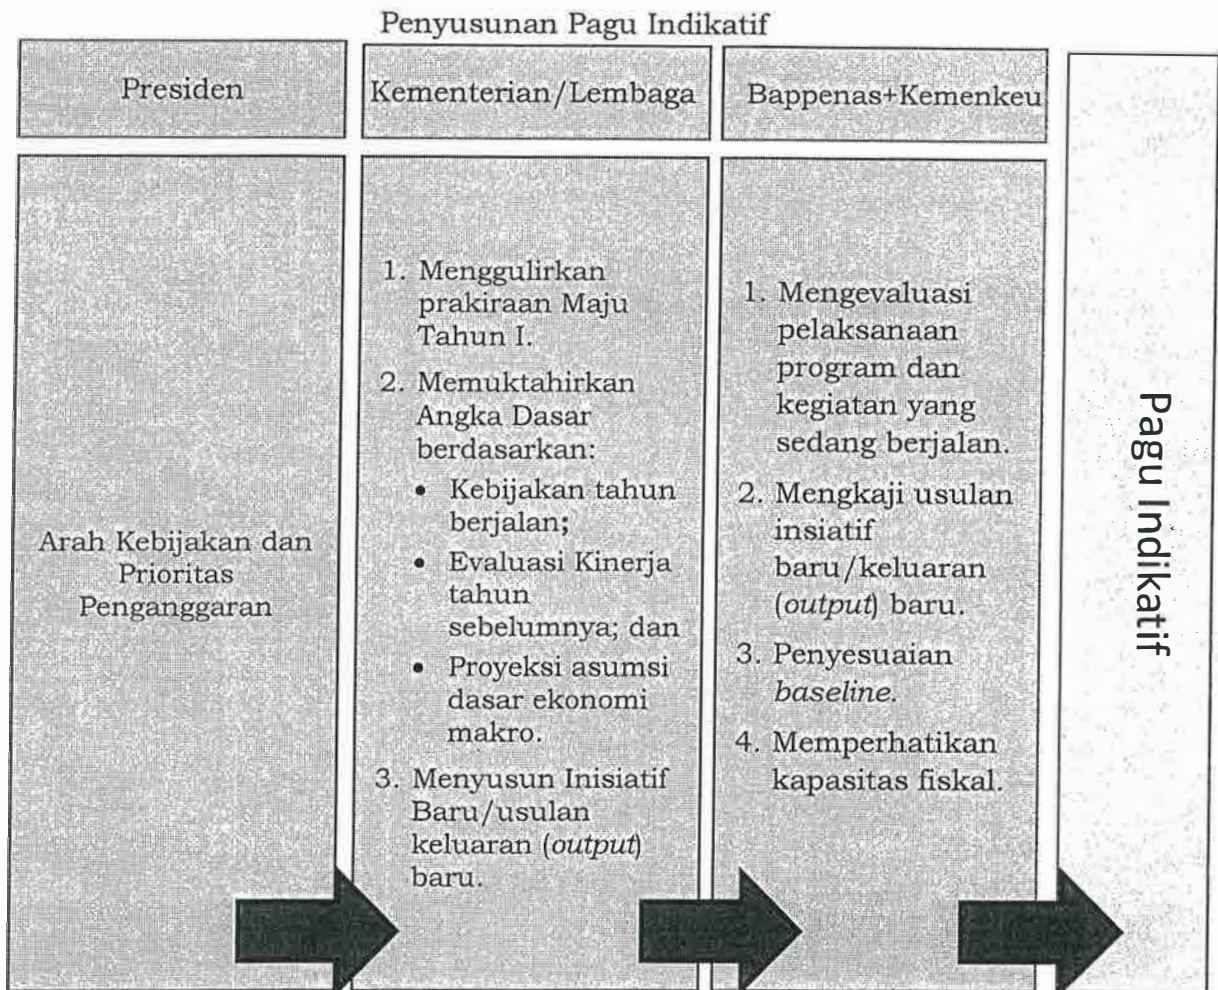 Penyusunan Pagu Indikatif
Presiden
Kementerian/Lembaga
Bappenas+Kemenkeu
Arah Kebijakan dan
Prioritas
Penganggaran
1. Menggulirkan
prakiraan Maju
Tahun I.
2. Memuktahirkan
Angka Dasar
berdasarkan:
• Kebijakan tahun
berjalan;
• Evaluasi Kinerja
tahun
sebelumnya; dan
• Proyeksi asumsi
dasar ekonomi
makro.
3. Menyusun Inisiatif
Baru/usulan
keluaran (output)
baru.
1. Mengevaluasi
pelaksanaan
program dan
kegiatan yang
sedang berjalan.
2. Mengkaji usulan
insiatif
baru/keluaran
(output) baru.
3. Penyesuaian
baseline.
4. Memperhatikan
kapasitas fiskal.
Pagu Indikatif